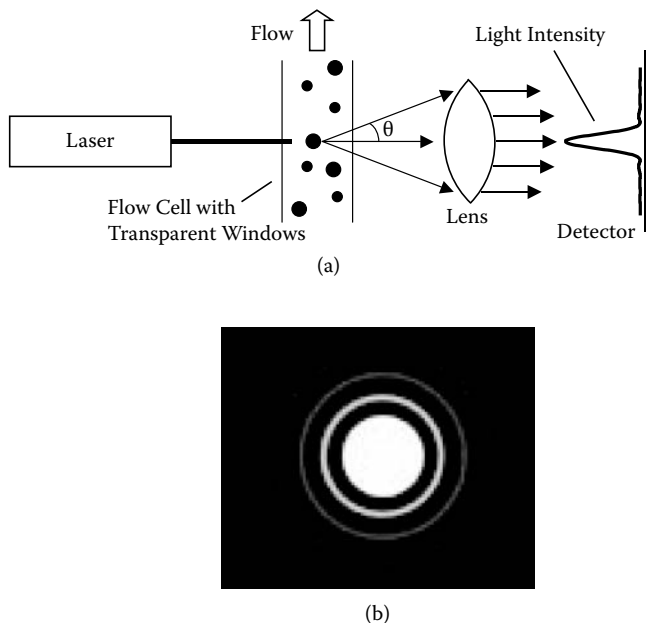 Flow
Light Intensity
Laser
θ
Flow Cell with
Transparent Windows
Lens
Detector
(a)
(b)